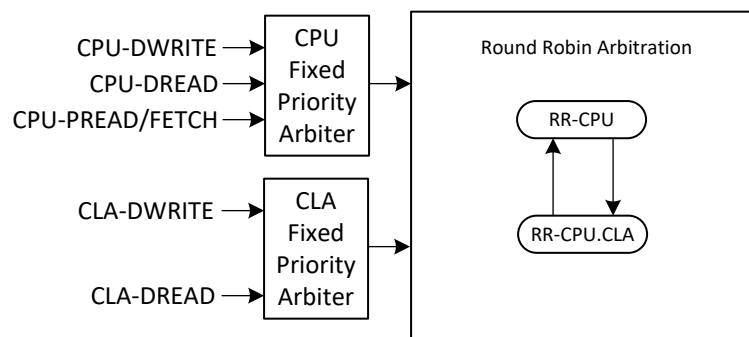 CPU-DWRITE
CPU-DREAD
CPU-PREAD/FETCH
CPU
Fixed
Priority
Arbiter
CLA-DWRITE
CLA-DREAD
CLA
Fixed
Priority
Arbiter
Round Robin Arbitration
RR-CPU
RR-CPU.CLA